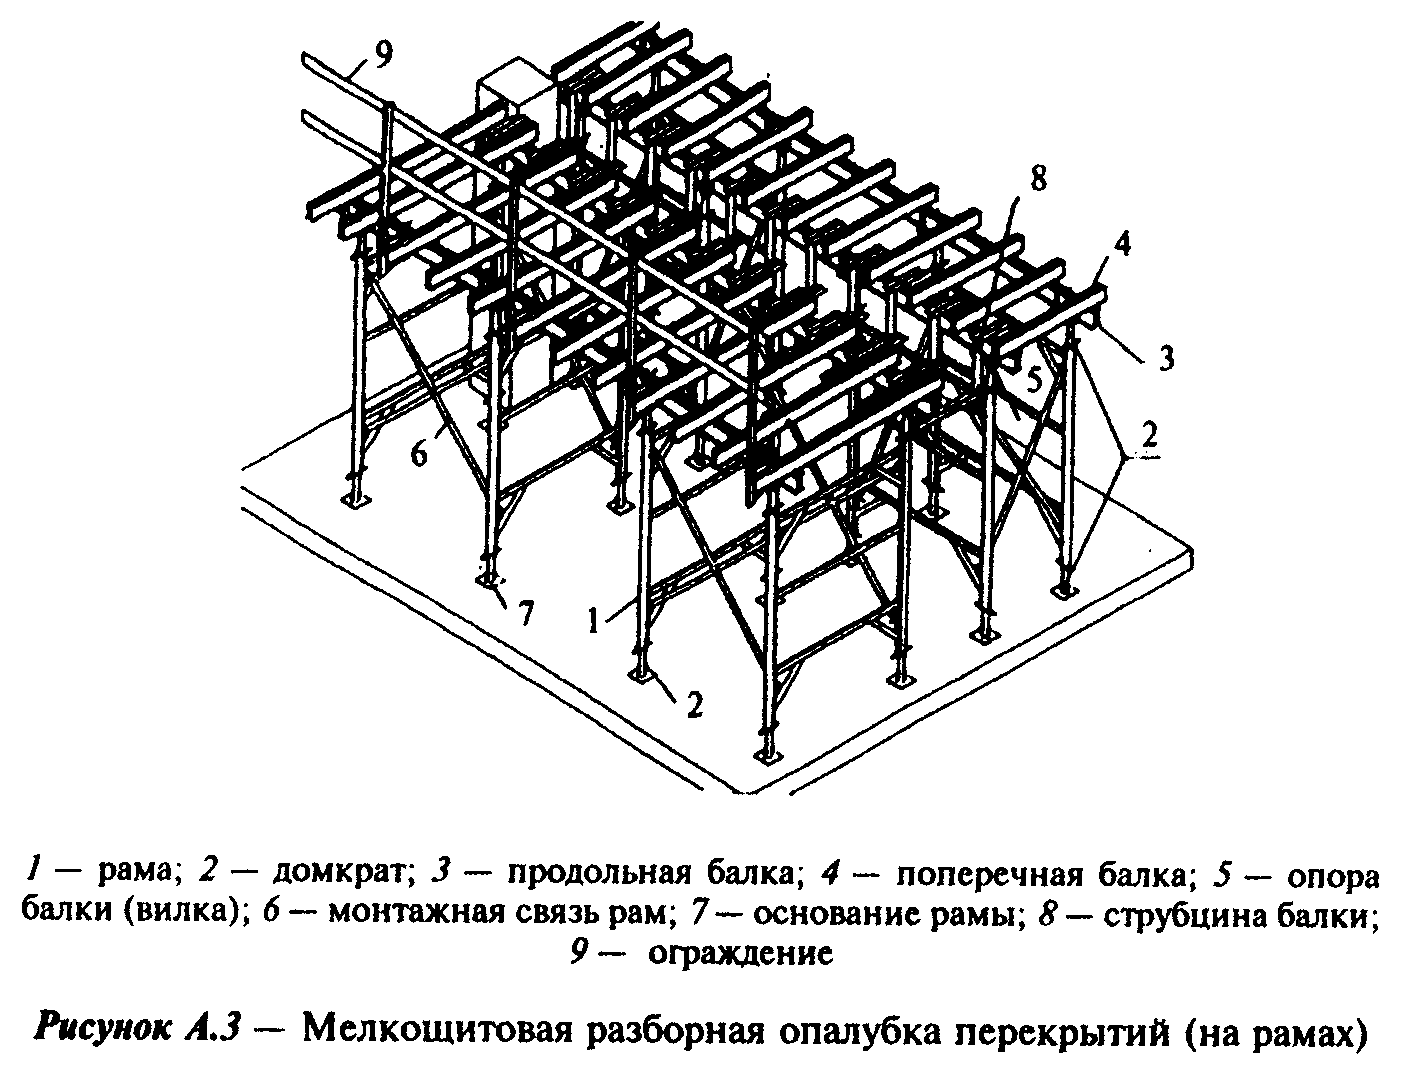 9
8
4
3
5
2
6
7
1
2
1 — рама; 2 — домкрат; 3 — продольная балка; 4 — поперечная балка; 5 — опора
балки (вилка); 6 — монтажная связь рам; 7 — основание рамы; 8 — струбцина балки;
9 — ограждение
Рисунок А.3 — Мелкощитовая разборная опалубка перекрытий (на рамах)